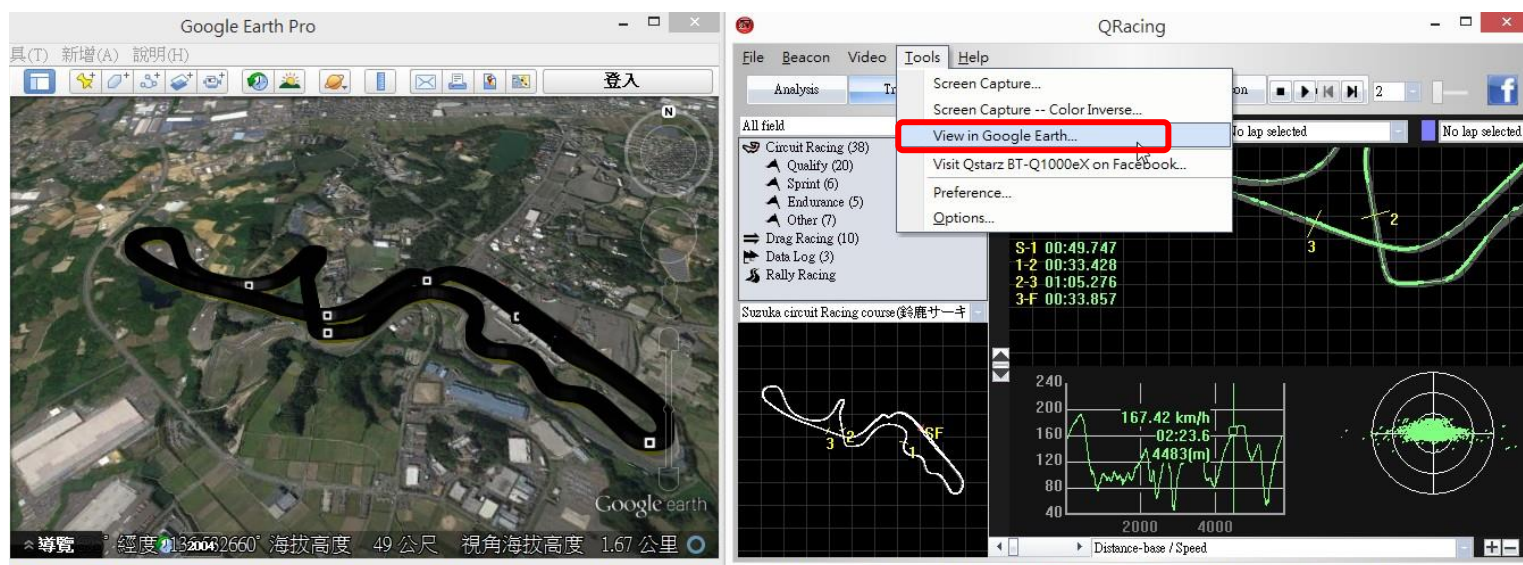 Google Earth Pro
具(T) 新增(A) 說明(H)
登入
N
Google earth
導覽
經度 2004 2660° 海拔高度 49 公尺 視角海拔高度 1.67 公里
QRacing
File Beacon Video Tools Help
Analysis Tr on 2 f
Screen Capture...
Screen Capture -- Color Inverse...
View in Google Earth...
Visit Qstarz BT-Q1000eX on Facebook...
Preference...
Options...
All field
Circuit Racing (38)
Qualify (20)
Sprint (6)
Endurance (5)
Other (7)
Drag Racing (10)
Data Log (3)
Rally Racing
No lap selected No lap selected
2
3
S-1 00:49.747
1-2 00:33.428
2-3 01:05.276
3-F 00:33.857
Suzuka circuit Racing course(鈴鹿サーキ
SF
3 2
1
240
200
160
120
80
40
167.42 km/h
02:23.6
4483(m)
2000 4000
Distance-base / Speed